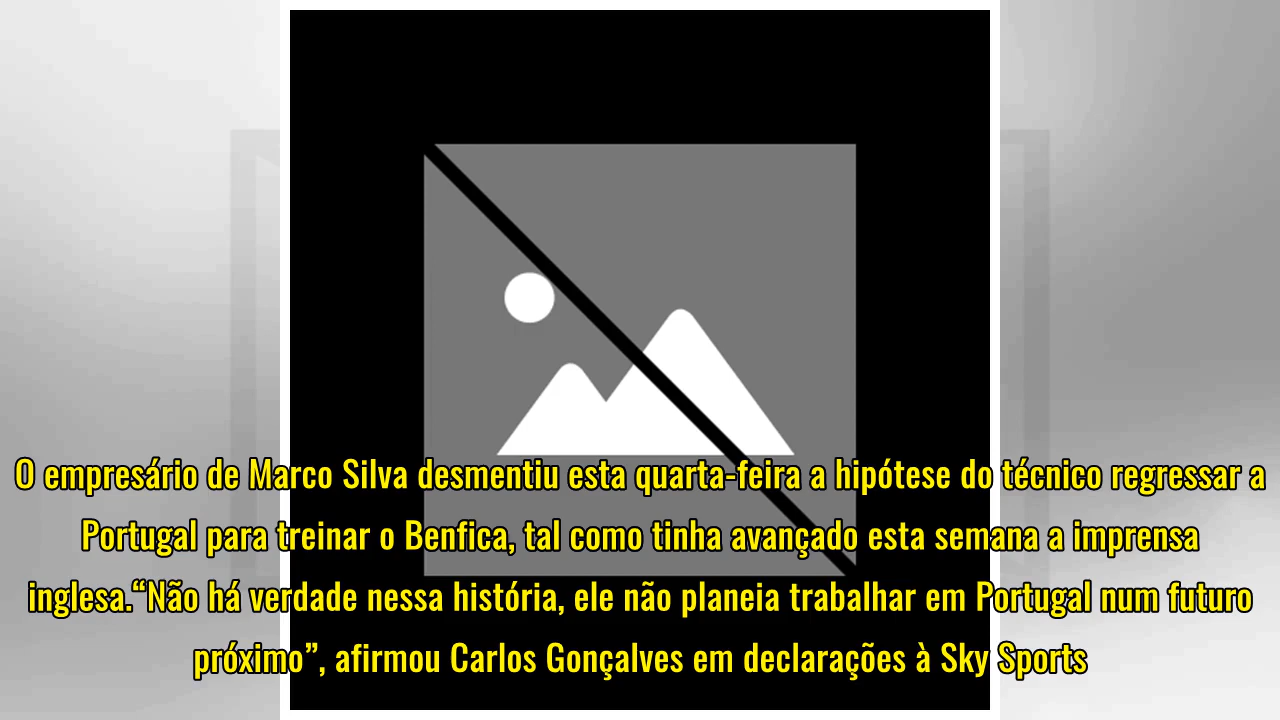 O empresário de Marco Silva desmentiu esta quarta-feira a hipótese do técnico regressar a
Portugal para treinar o Benfica, tal como tinha avançado esta semana a imprensa
inglesa.“Não há verdade nessa história, ele não planeia trabalhar em Portugal num futuro
próximo”, afirmou Carlos Gonçalves em declarações à Sky Sports